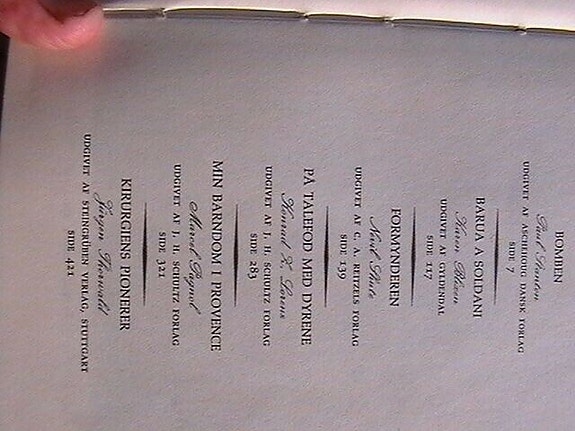 BOMBEN
UDGIVET AF ASCHEHOUG DANSK FORLAG
SIDE 7
BARUA A SOLDANI
Karen Blixen
UDGIVET AF GYLDENDAL
SIDE 117
FORMYNDEREN
Nevil Shute
UDGIVET AF C. A. REITZELS FORLAG
SIDE 139
PÅ TALEFOD MED DYRENE
Konrad Z. Lorenz
UDGIVET AF J. H. SCHULTZ FORLAG
SIDE 283
MIN BARNDOM I PROVENCE
Marcel Pagnol
UDGIVET AF J. H. SCHULTZ FORLAG
SIDE 321
KIRURGIENS PIONERER
Jürgen Thorwald
UDGIVET AF STEINGRÜBEN VERLAG, STUTTGART
SIDE 421